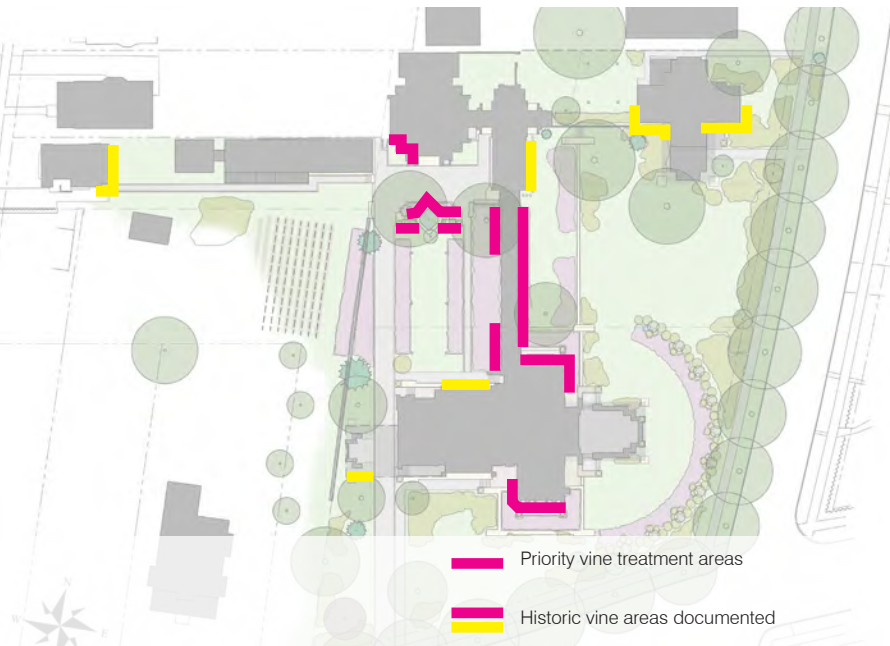 Priority vine treatment areas
Historic vine areas documented
N
W
E